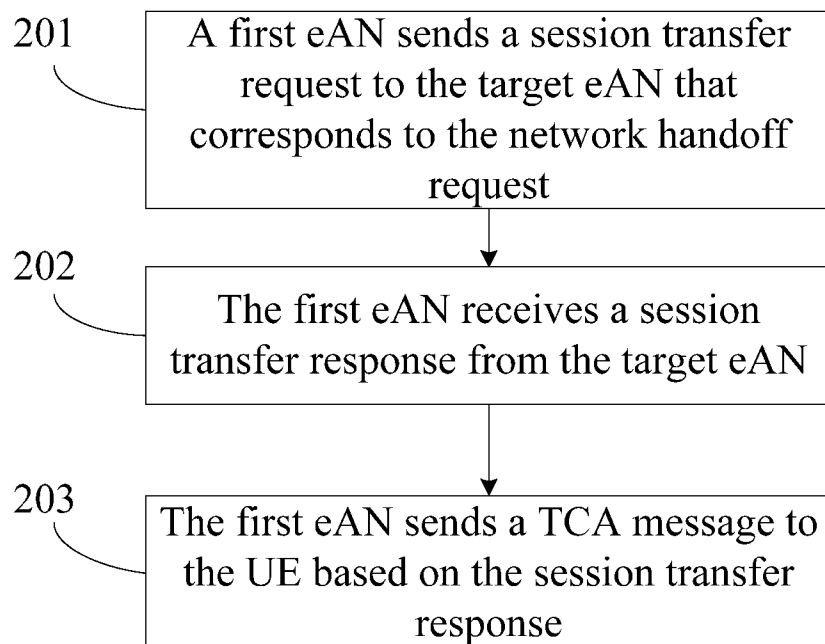 201
A first eAN sends a session transfer
request to the target eAN that
corresponds to the network handoff
request
202
The first eAN receives a session
transfer response from the target eAN
203
The first eAN sends a TCA message to
the UE based on the session transfer
response